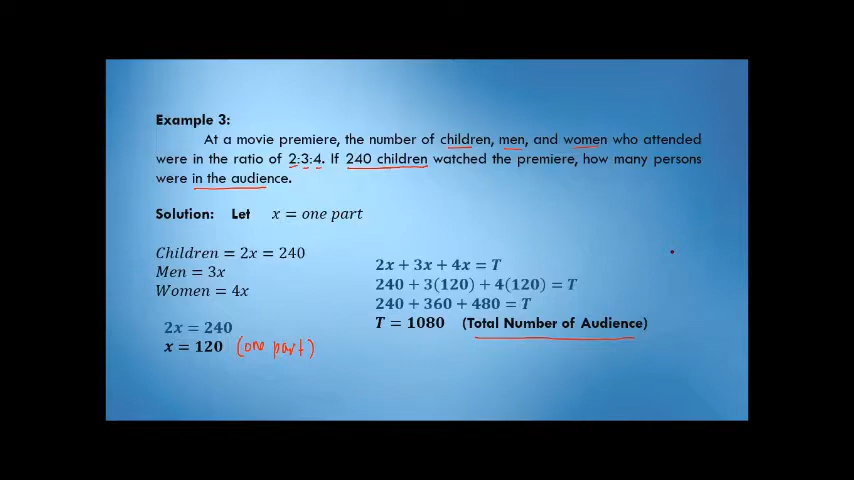 Example 3:
At a movie premiere, the number of children, men, and women who attended
were in the ratio of 2:3:4. If 240 children watched the premiere, how many persons
were in the audience.
Solution: Let x = one part
Children = 2x = 240
Men = 3x
Women = 4x
2x = 240
x = 120 (one part)
2x + 3x + 4x = T
240 + 3(120) + 4(120) = T
240 + 360 + 480 = T
T = 1080 (Total Number of Audience)